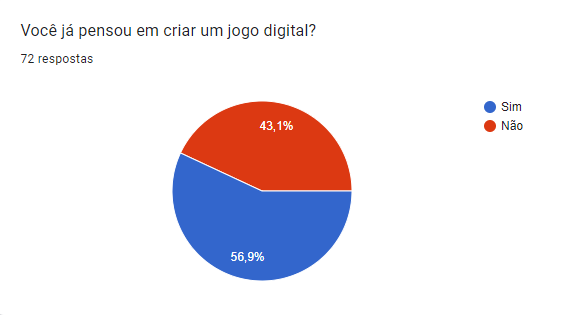 Você já pensou em criar um jogo digital?
72 respostas
Sim
Não
43,1%
56,9%